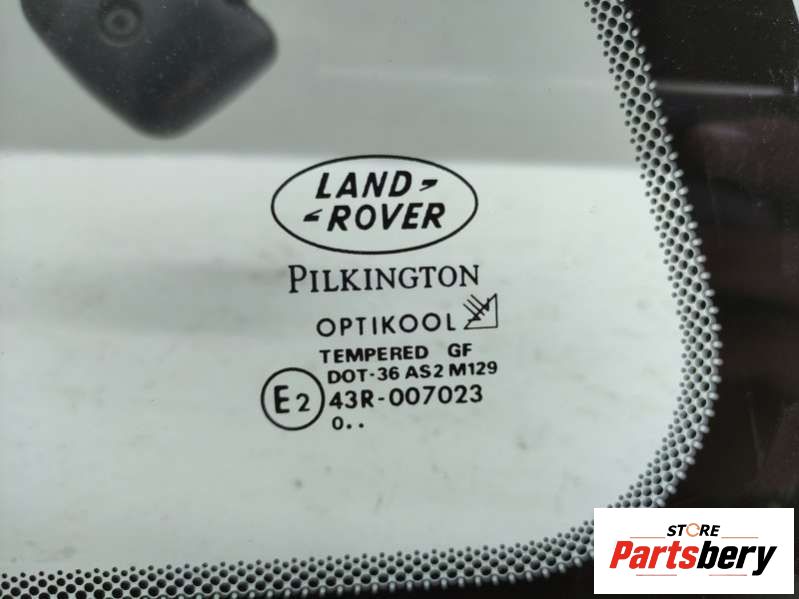 LAND
ROVER
PILKINGTON
OPTIKOOL
TEMPERED GF
DOT-36 AS2 M129
E2 43R-007023
0..
STORE
Partsbery